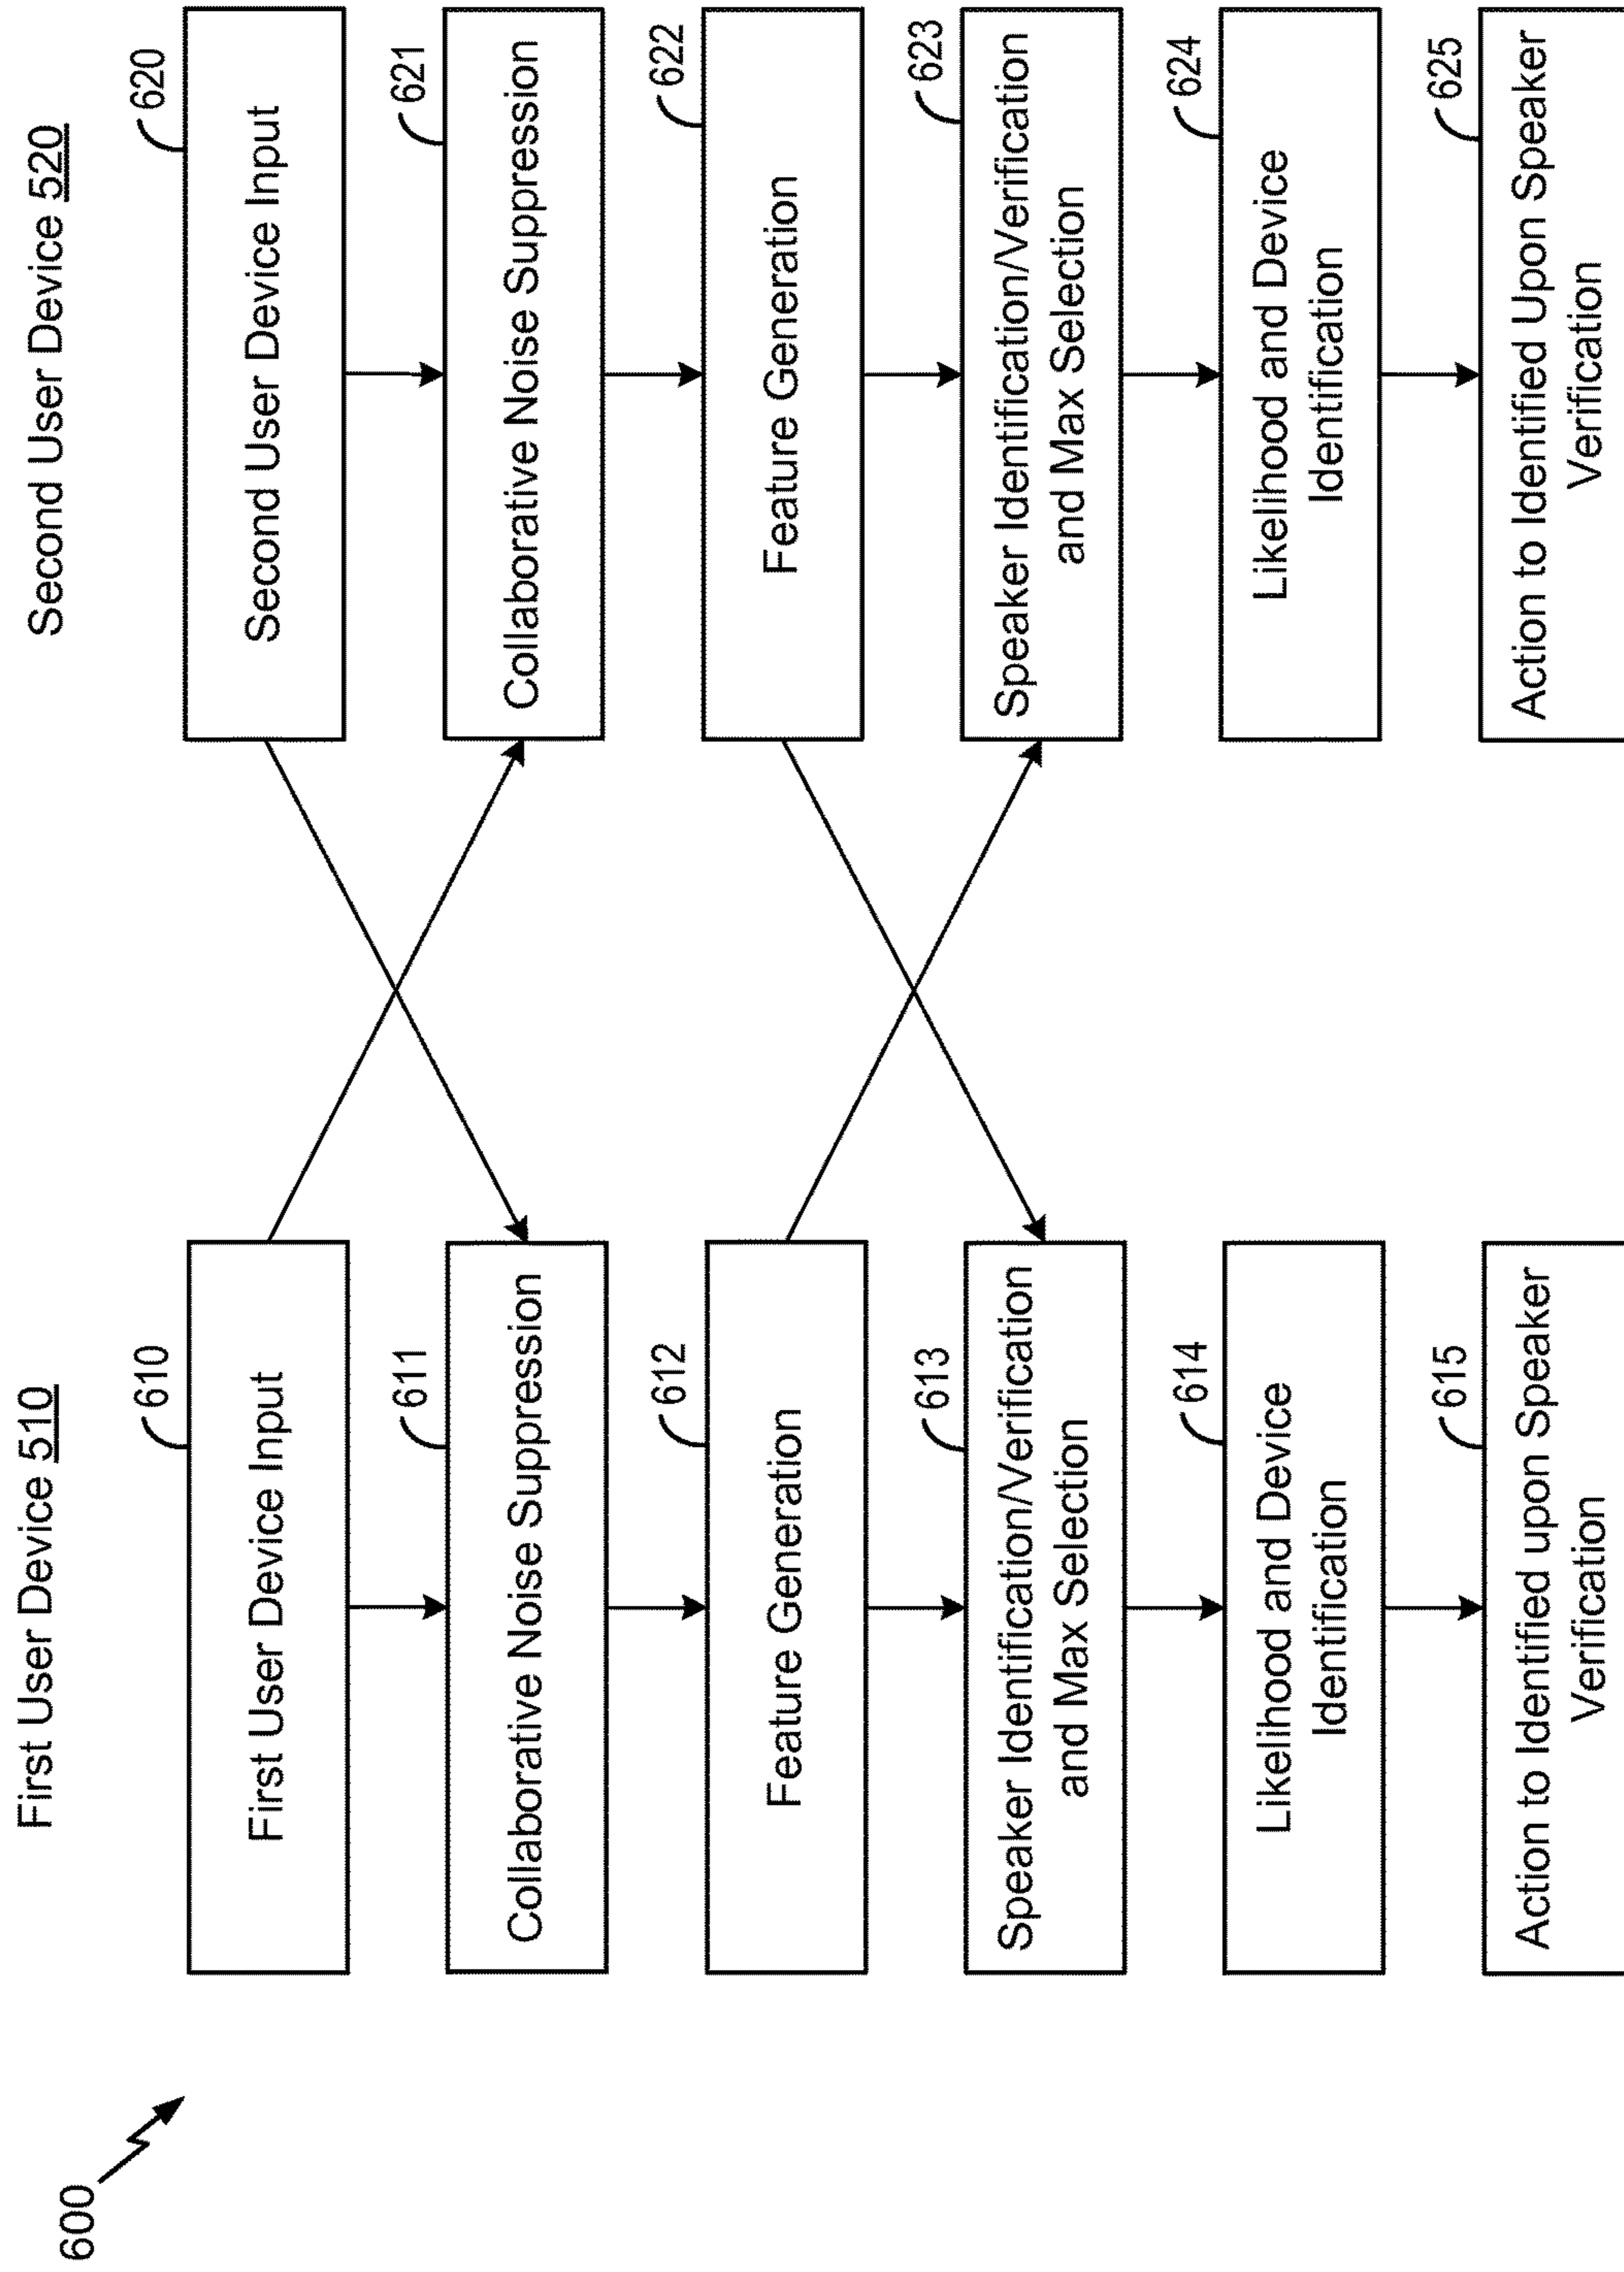 600
First User Device 510
610
First User Device Input
611
Collaborative Noise Suppression
612
Feature Generation
613
Speaker Identification/Verification
and Max Selection
614
Likelihood and Device
Identification
615
Action to Identified upon Speaker
Verification
Second User Device 520
620
Second User Device Input
621
Collaborative Noise Suppression
622
Feature Generation
623
Speaker Identification/Verification
and Max Selection
624
Likelihood and Device
Identification
625
Action to Identified Upon Speaker
Verification